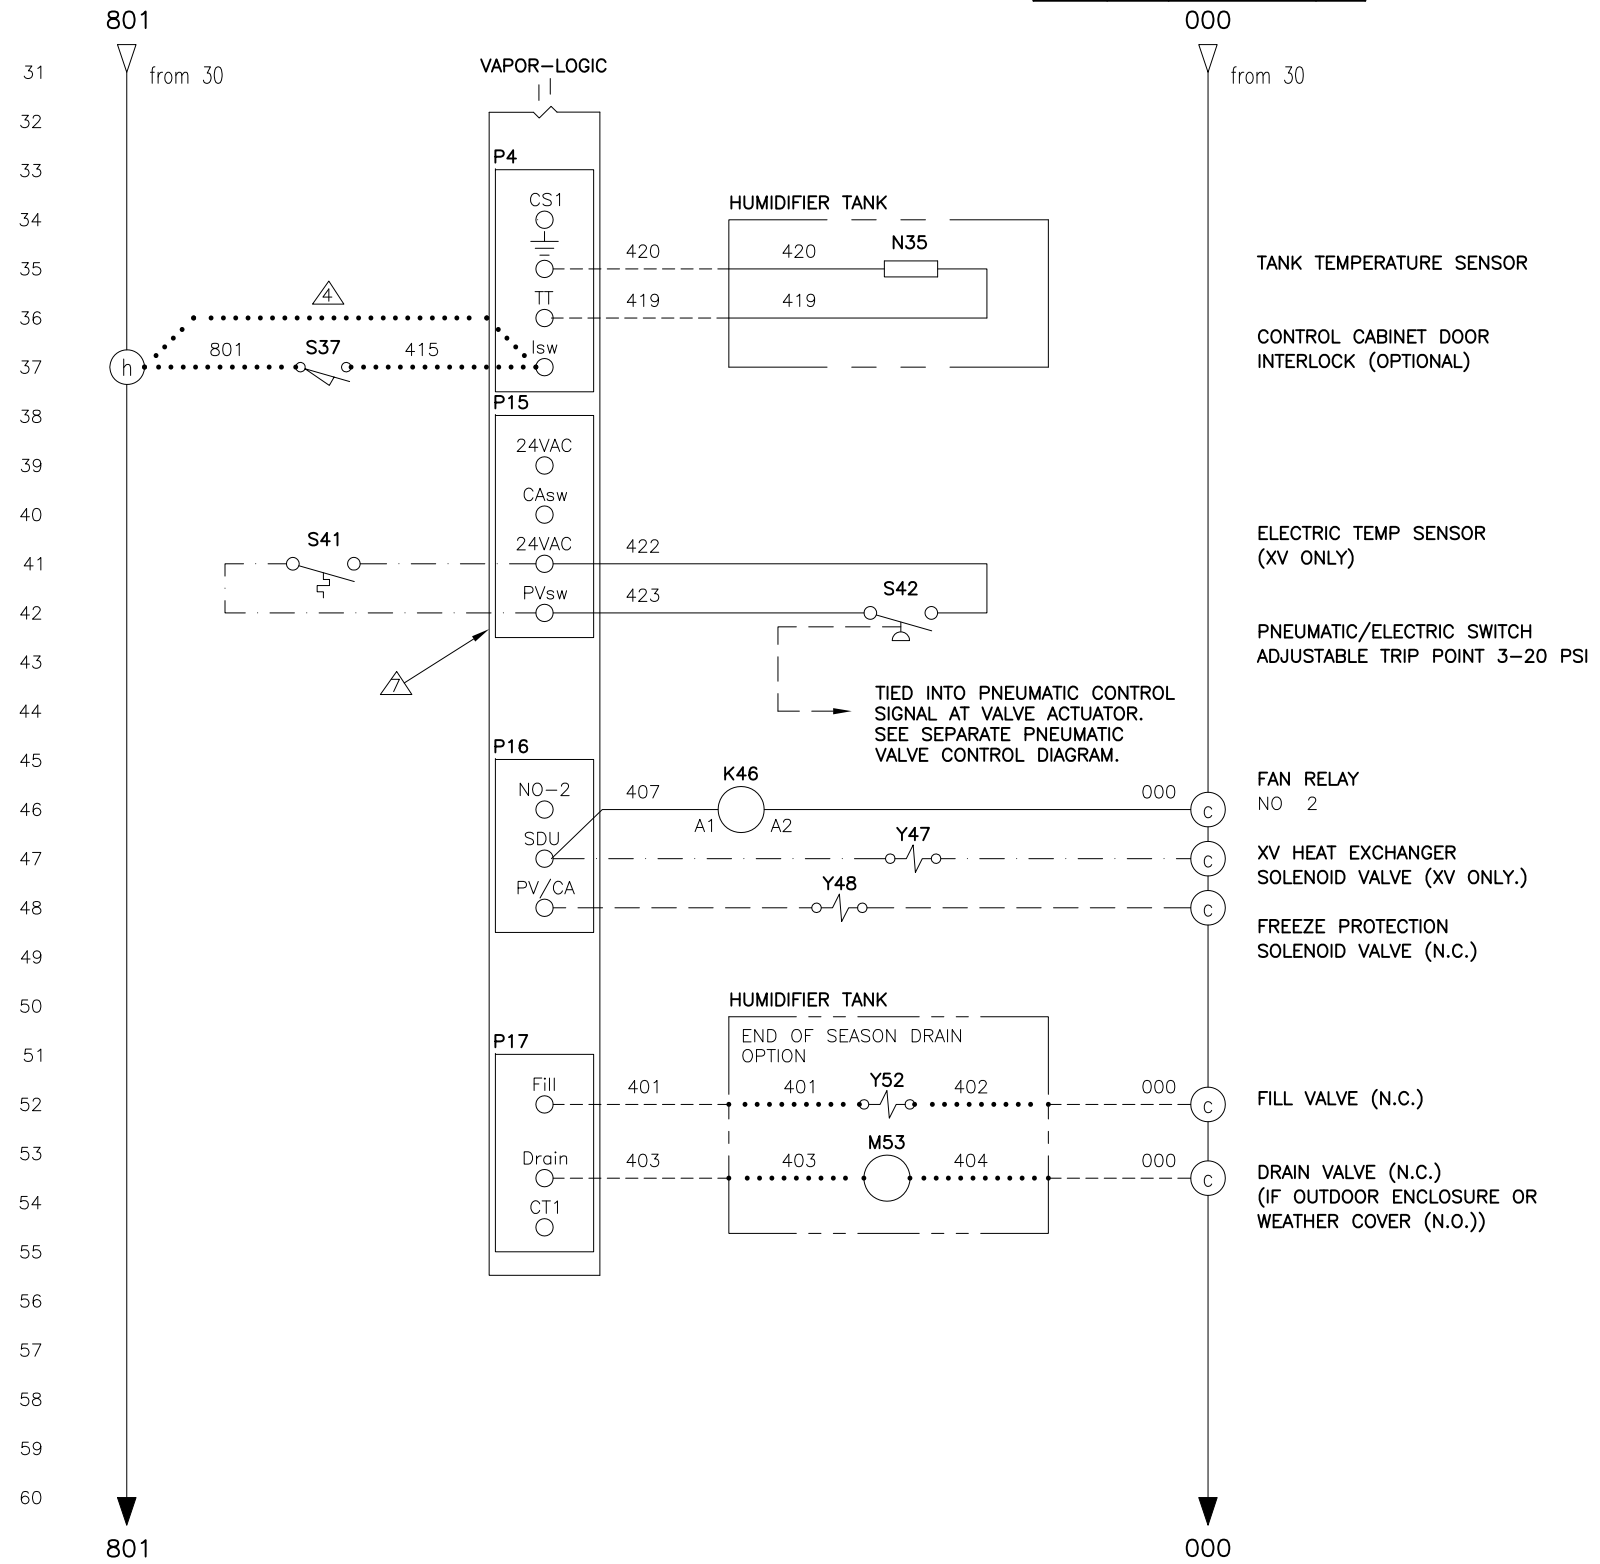 801
000
31
from 30
VAPOR–LOGIC
from 30
32
33
P4
CS1
HUMIDIFIER TANK
34
420
420
N35
35
TANK TEMPERATURE SENSOR
TT
419
419
4
36
CONTROL CABINET DOOR
INTERLOCK (OPTIONAL)
801
S37
415
Isw
37
h
38
P15
24VAC
39
CAsw
40
S41
24VAC
422
ELECTRIC TEMP SENSOR
(XV ONLY)
41
PVsw
423
S42
42
PNEUMATIC/ELECTRIC SWITCH
ADJUSTABLE TRIP POINT 3–20 PSI
43
7
44
TIED INTO PNEUMATIC CONTROL
SIGNAL AT VALVE ACTUATOR.
SEE SEPARATE PNEUMATIC
VALVE CONTROL DIAGRAM.
45
P16
K46
FAN RELAY
NO 2
NO–2
407
000
46
A1
A2
c
SDU
Y47
47
c
XV HEAT EXCHANGER
SOLENOID VALVE (XV ONLY.)
PV/CA
Y48
48
c
FREEZE PROTECTION
SOLENOID VALVE (N.C.)
49
50
HUMIDIFIER TANK
END OF SEASON DRAIN
OPTION
51
P17
Fill
401
401
Y52
402
000
52
c
FILL VALVE (N.C.)
53
M53
Drain
403
403
404
000
c
DRAIN VALVE (N.C.)
(IF OUTDOOR ENCLOSURE OR
WEATHER COVER (N.O.))
54
CT1
55
56
57
58
59
60
801
000